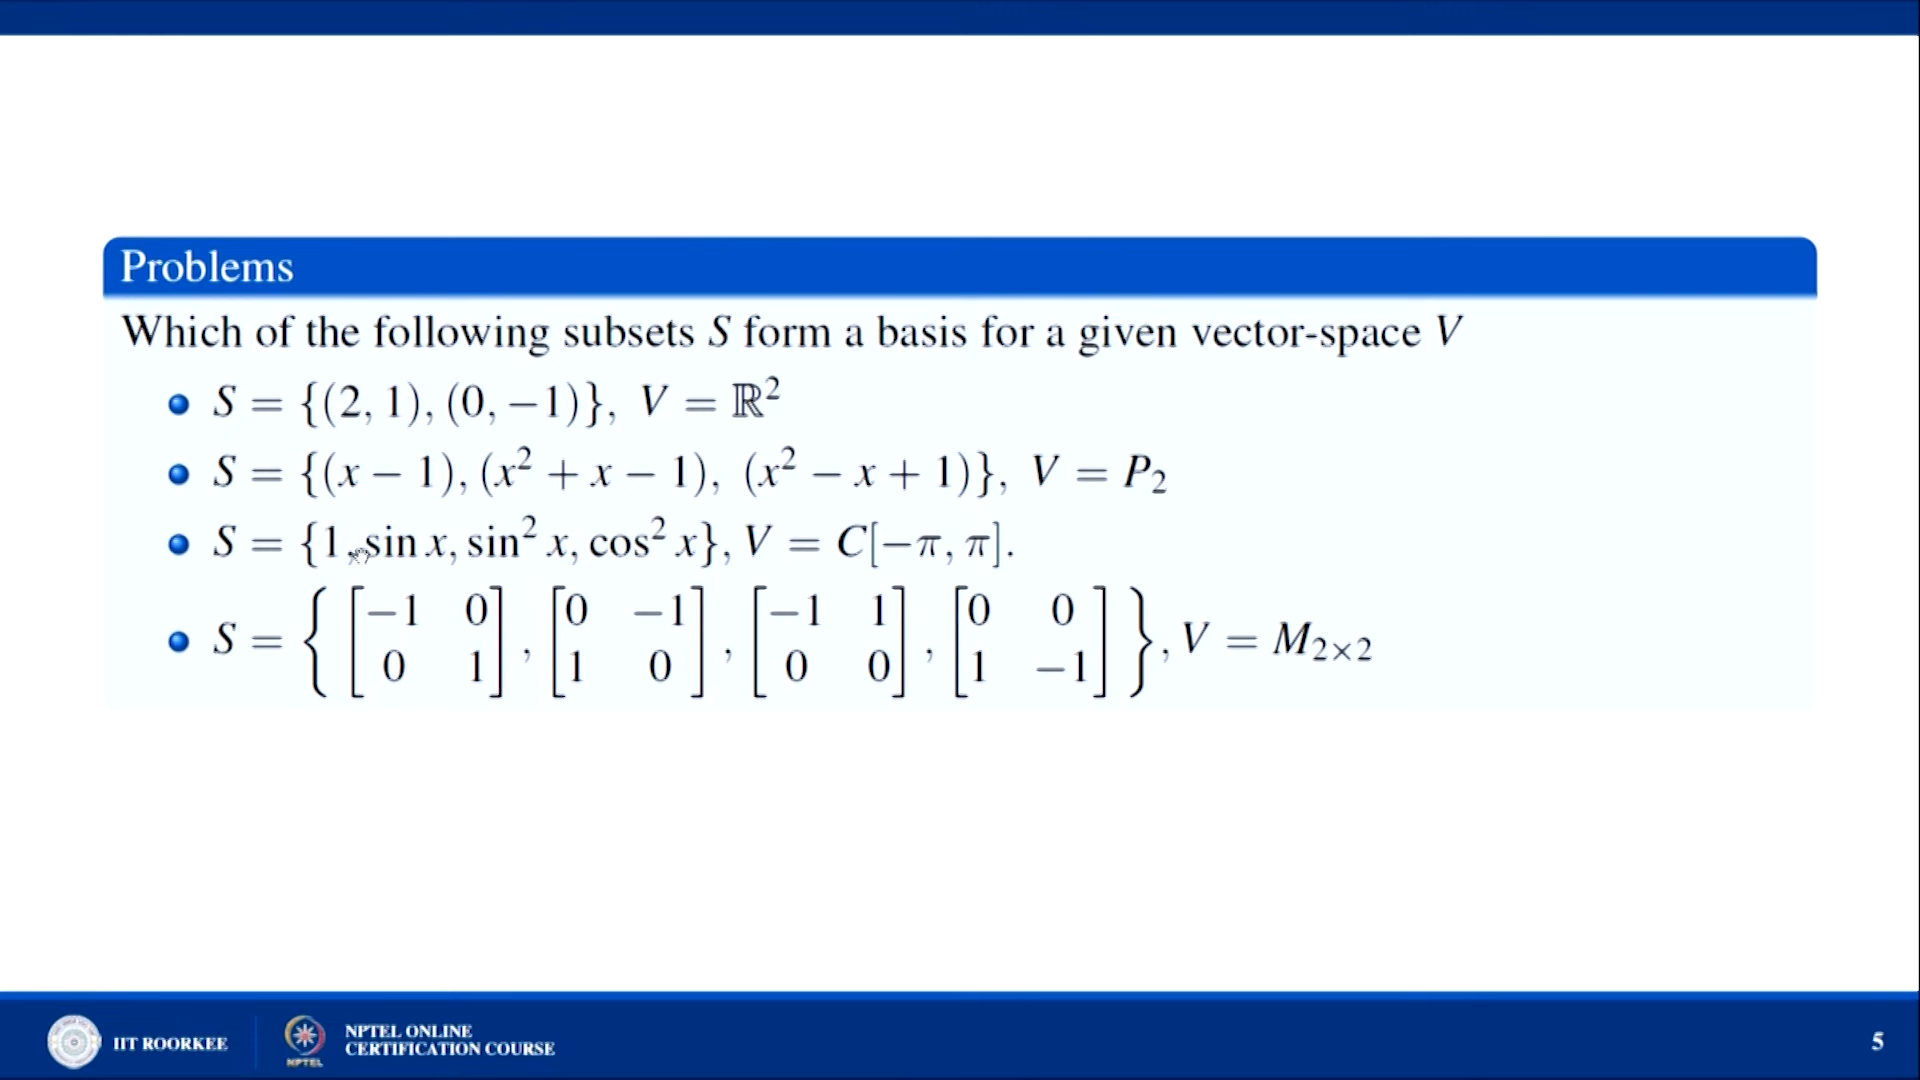 Problems
Which of the following subsets S form a basis for a given vector-space V
S = {(2, 1), (0, −1)}, V = ℝ²
S = {(x − 1), (x² + x − 1), (x² − x + 1)}, V = P₂
S = {1, sin x, sin² x, cos² x}, V = C[−π, π].
S = { [−1 0; 0 1], [0 −1; 1 0], [−1 1; 0 0], [0 0; 1 −1] }, V = M₂ₓ₂
IIT ROORKEE
NPTEL
NPTEL ONLINE
CERTIFICATION COURSE
5